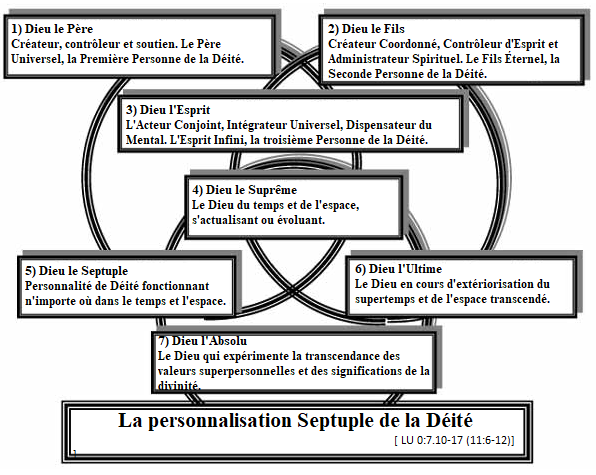 1) Dieu le Père
Créateur, contrôleur et soutien. Le Père
Universel, la Première Personne de la Déité.
2) Dieu le Fils
Créateur Coordonné, Contrôleur d'Esprit et
Administrateur Spirituel. Le Fils Éternel, la
Seconde Personne de la Déité.
3) Dieu l'Esprit
L'Acteur Conjoint, Intégrateur Universel, Dispensateur du
Mental. L'Esprit Infini, la troisième Personne de la Déité.
4) Dieu le Suprême
Le Dieu du temps et de l'espace,
s'actualisant ou évoluant.
5) Dieu le Septuple
Personnalité de Déité fonctionnant
n'importe où dans le temps et l'espace.
6) Dieu l'Ultime
Le Dieu en cours d'extériorisation du
supertemps et de l'espace transcendé.
7) Dieu l'Absolu
Le Dieu qui expérimente la transcendance des
valeurs superpersonnelles et des significations de la
divinité.
La personnalisation Septuple de la Déité
[ LU 0:7.10-17 (11:6-12)]
]